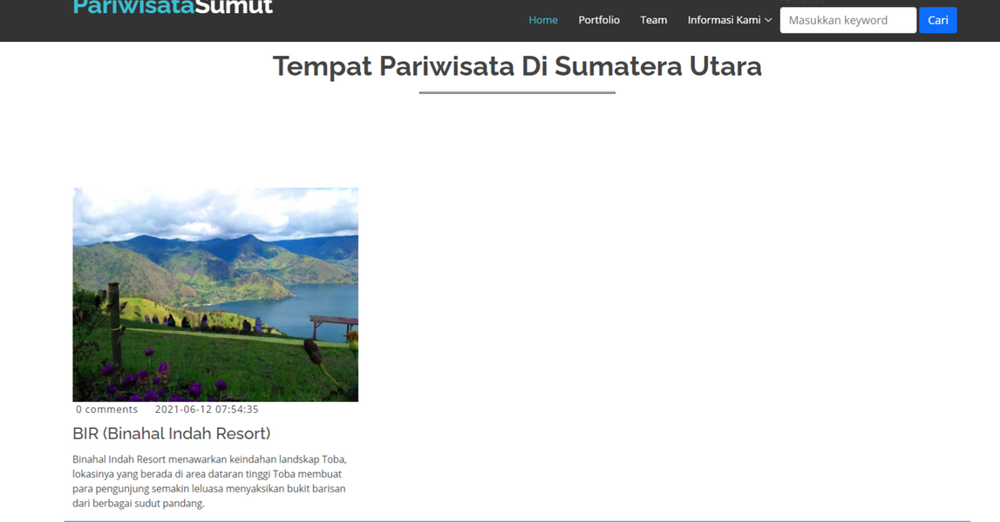 PariwisataSumut
Home Portfolio Team Informasi Kami Masukkan keyword Cari
Tempat Pariwisata Di Sumatera Utara
0 comments 2021-06-12 07:54:35
BIR (Binahal Indah Resort)
Binahal Indah Resort menawarkan keindahan landskap Toba,
lokasinya yang berada di area dataran tinggi Toba membuat
para pengunjung semakin leluasa menyaksikan bukit barisan
dari berbagai sudut pandang.